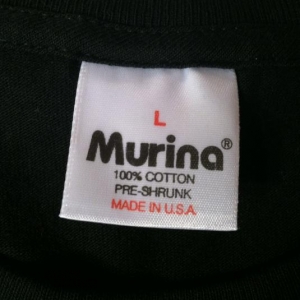 L
Murina®
100% COTTON
PRE-SHRUNK
MADE IN U.S.A.